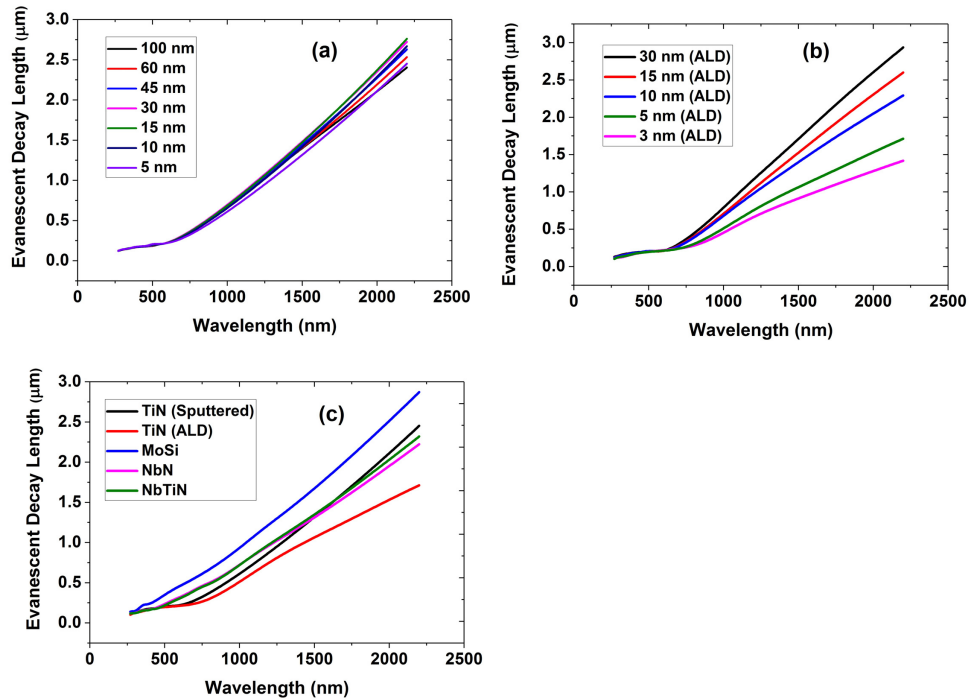 (a)
100 nm
60 nm
45 nm
30 nm
15 nm
10 nm
5 nm
Evanescent Decay Length (μm)
3.0
2.5
2.0
1.5
1.0
0.5
0.0
0 500 1000 1500 2000 2500
Wavelength (nm)
(b)
30 nm (ALD)
15 nm (ALD)
10 nm (ALD)
5 nm (ALD)
3 nm (ALD)
Evanescent Decay Length (μm)
3.0
2.5
2.0
1.5
1.0
0.5
0.0
0 500 1000 1500 2000 2500
Wavelength (nm)
(c)
TiN (Sputtered)
TiN (ALD)
MoSi
NbN
NbTiN
Evanescent Decay Length (μm)
3.0
2.5
2.0
1.5
1.0
0.5
0.0
0 500 1000 1500 2000 2500
Wavelength (nm)